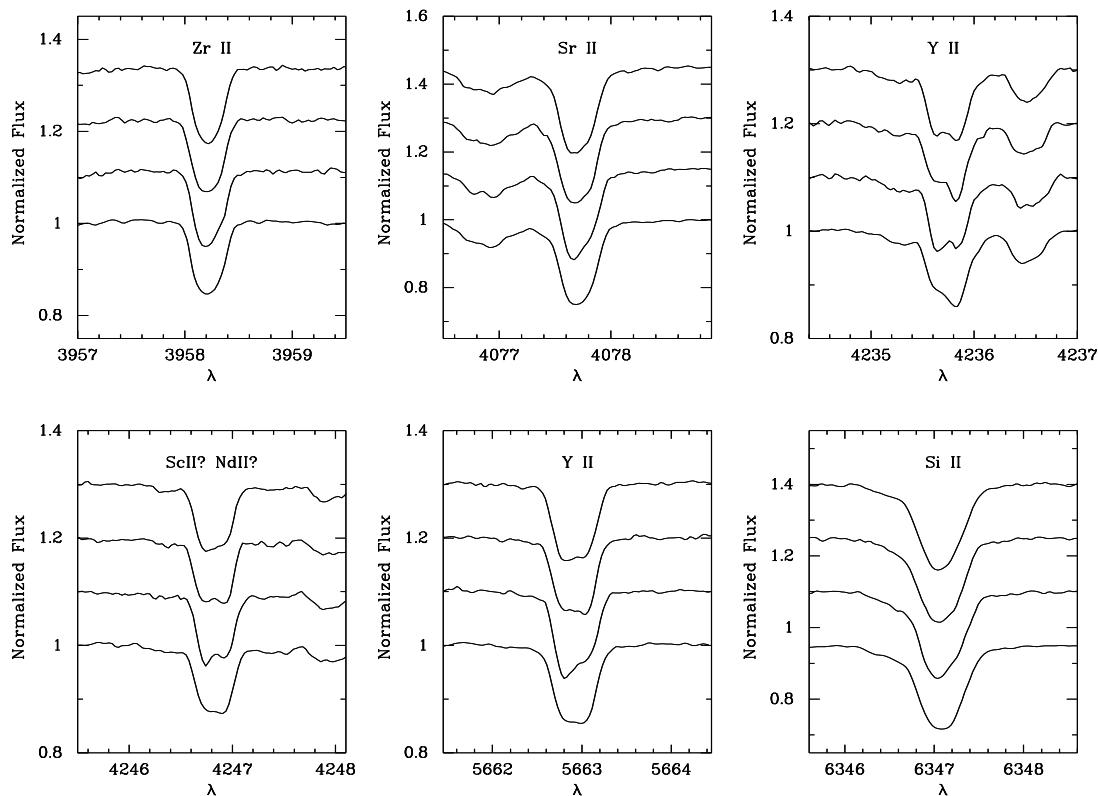 Zr II
1.4
1.2
1
0.8
Normalized Flux
3957 3958 3959
λ
Sr II
1.6
1.4
1.2
1
0.8
Normalized Flux
4077 4078
λ
Y II
1.4
1.2
1
0.8
Normalized Flux
4235 4236 4237
λ
ScII? NdII?
1.4
1.2
1
0.8
Normalized Flux
4246 4247 4248
λ
Y II
1.4
1.2
1
0.8
Normalized Flux
5662 5663 5664
λ
Si II
1.4
1.2
1
0.8
Normalized Flux
6346 6347 6348
λ